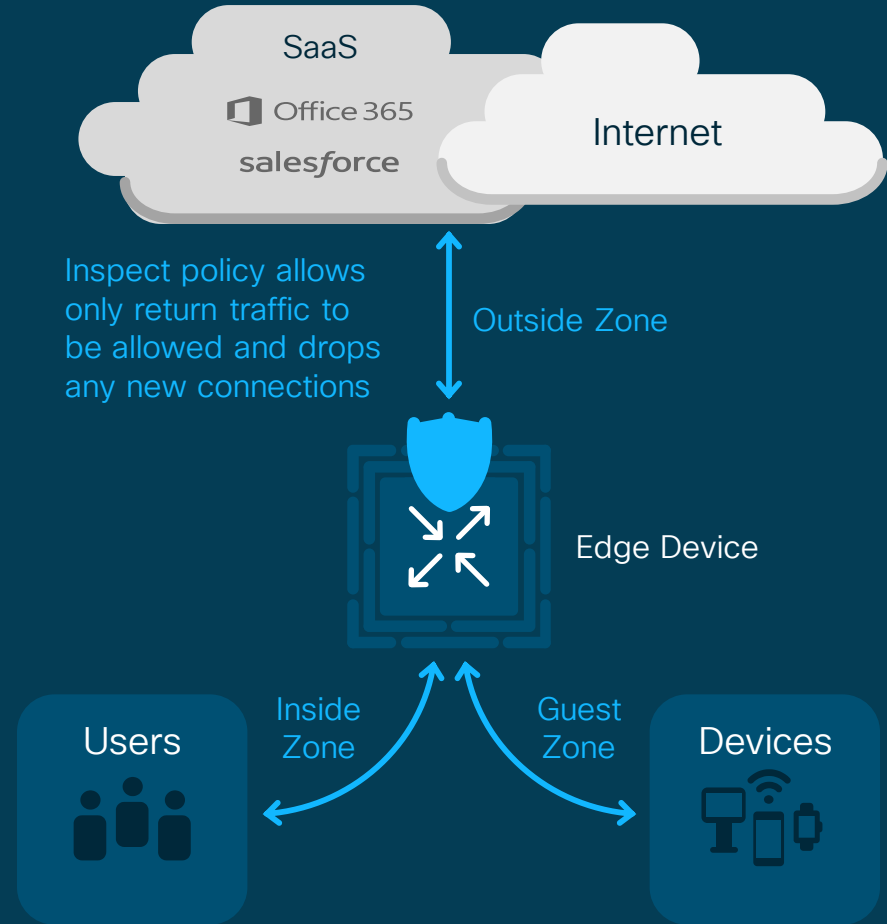 SaaS
Office 365
salesforce
Internet
Inspect policy allows
only return traffic to
be allowed and drops
any new connections
Outside Zone
Edge Device
Users
Inside
Zone
Guest
Zone
Devices